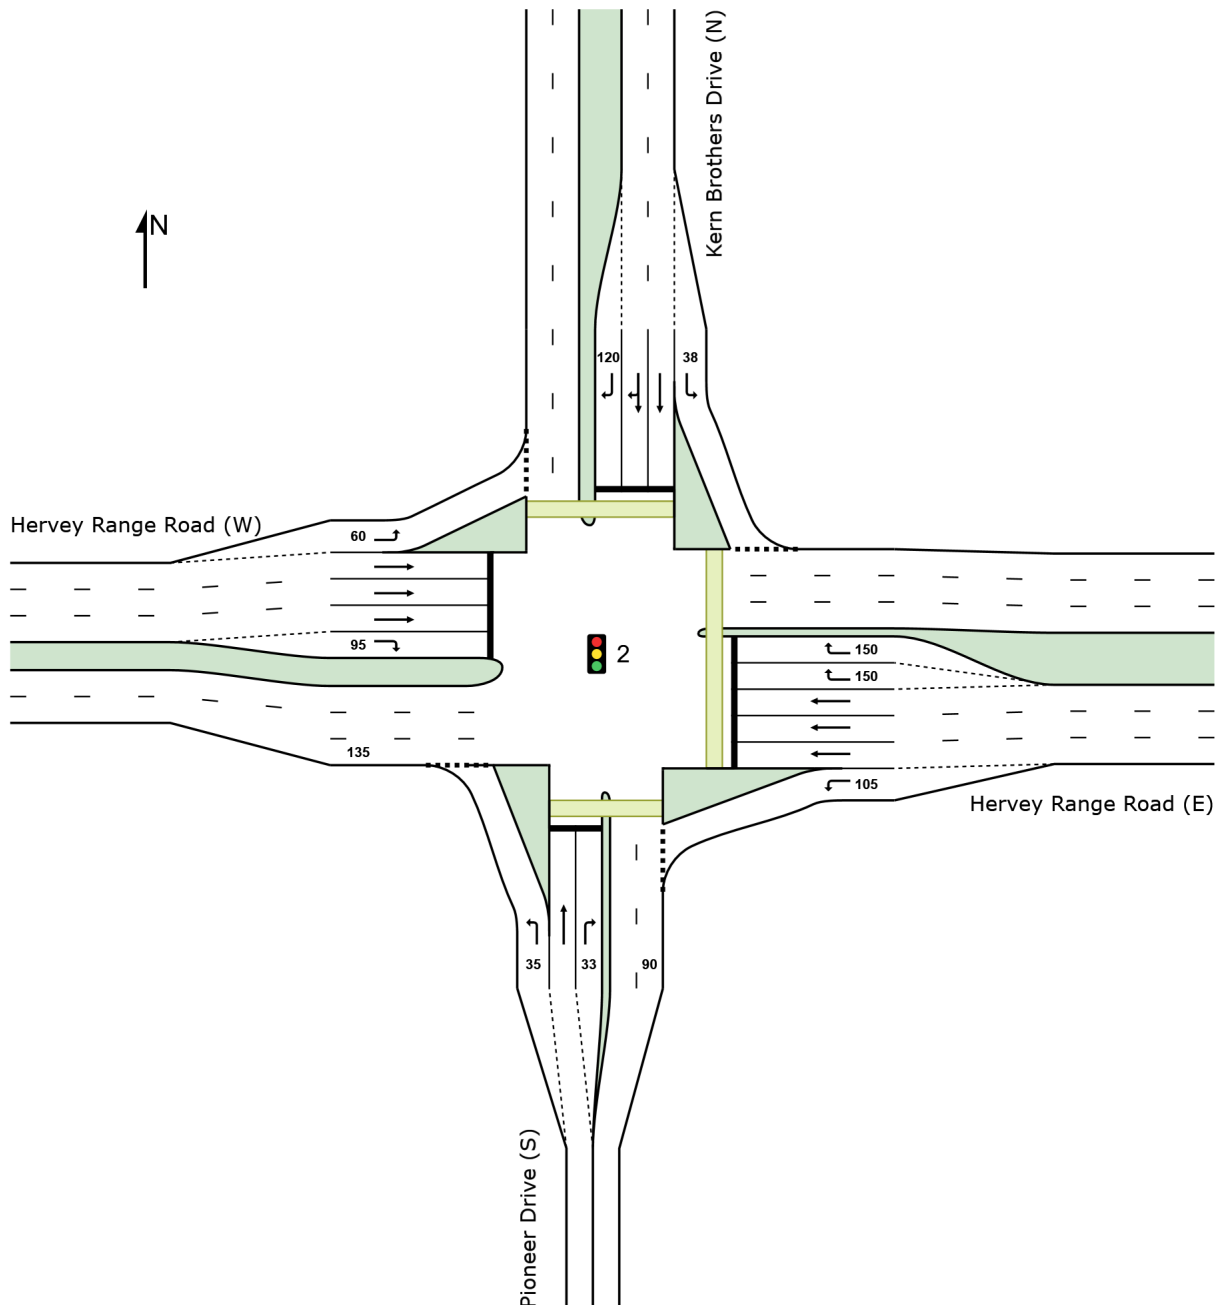 Kern Brothers Drive (N)
N
120
38
Hervey Range Road (W)
60
95
2
150
150
135
105
Hervey Range Road (E)
35
33
90
Pioneer Drive (S)